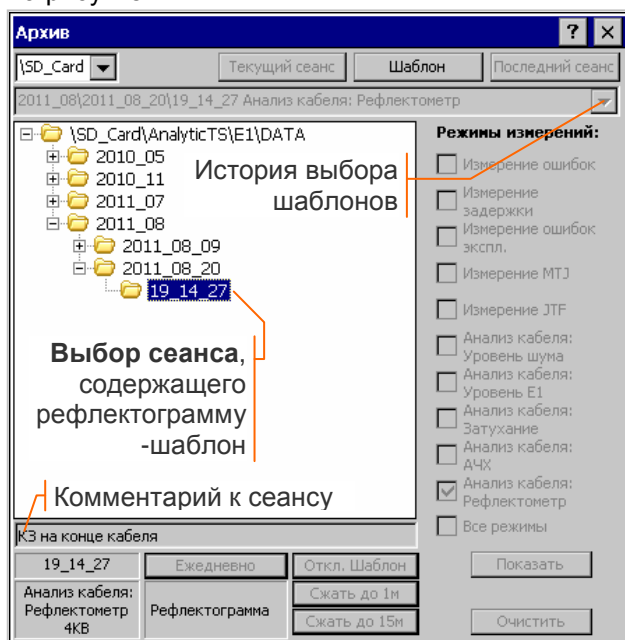 Архив
? ×
\SD_Card
Текущий сеанс
Шаблон
Последний сеанс
2011_08\2011_08_20\19_14_27 Анализ кабеля: Рефлектометр
\SD_Card\AnalyticTS\E1\DATA
2010_05
2010_11
2011_07
2011_08
2011_08_09
2011_08_20
19_14_27
История выбора
шаблонов
Выбор сеанса,
содержащего
рефлектограмму
-шаблон
Комментарий к сеансу
Режимы измерений:
Измерение ошибок
Измерение
задержки
Измерение ошибок
экспл.
Измерение MTJ
Измерение JTF
Анализ кабеля:
Уровень шума
Анализ кабеля:
Уровень E1
Анализ кабеля:
Затухание
Анализ кабеля:
АЧХ
Анализ кабеля:
Рефлектометр
Все режимы
КЗ на конце кабеля
19_14_27
Ежедневно
Откл. Шаблон
Показать
Анализ кабеля:
Рефлектометр
4KB
Рефлектограмма
Сжать до 1м
Сжать до 15м
Очистить